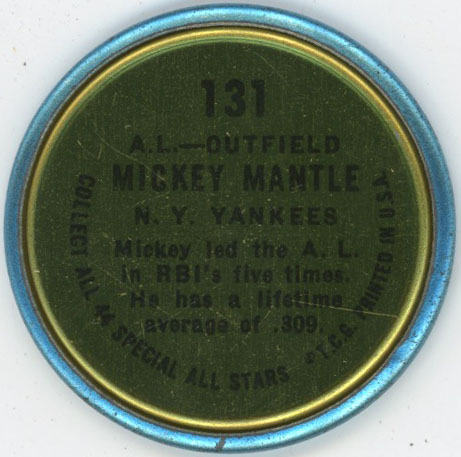 131
A.L.—OUTFIELD
MICKEY MANTLE
N. Y. YANKEES
Mickey led the A. L.
in RBI's five times.
He has a lifetime
average of .309.
COLLECT ALL 44 SPECIAL ALL STARS
©T.C.G. PRINTED IN U.S.A.